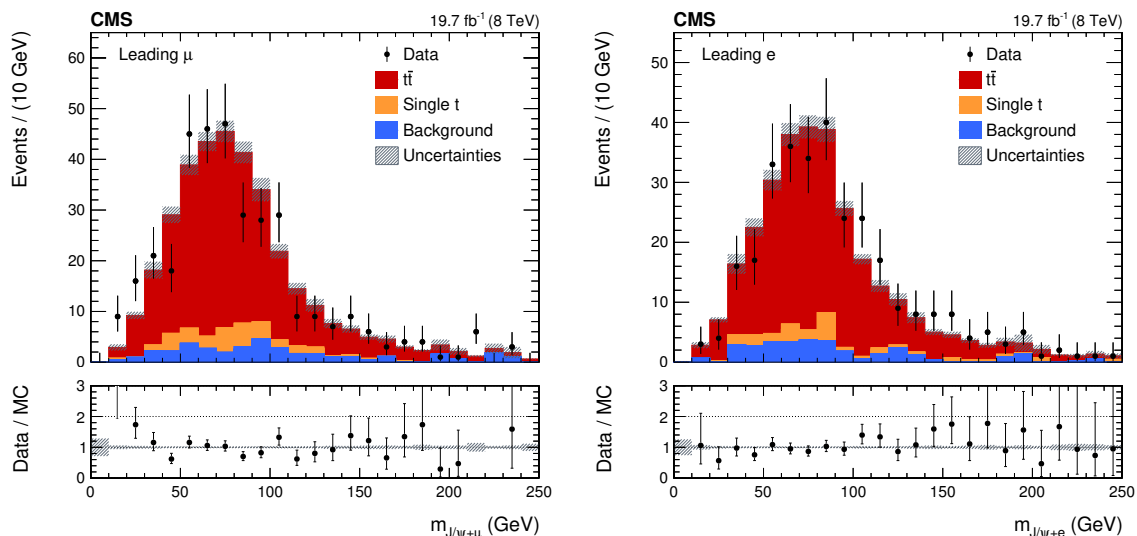 CMS
19.7 fb⁻¹ (8 TeV)
Events / (10 GeV)
Leading μ
Data
tt̄
Single t
Background
Uncertainties
60
50
40
30
20
10
0
Data / MC
3
2
1
0
0 50 100 150 200 250
m_J/ψ+μ (GeV)
CMS
19.7 fb⁻¹ (8 TeV)
Events / (10 GeV)
Leading e
Data
tt̄
Single t
Background
Uncertainties
50
40
30
20
10
0
Data / MC
3
2
1
0
0 50 100 150 200 250
m_J/ψ+e (GeV)